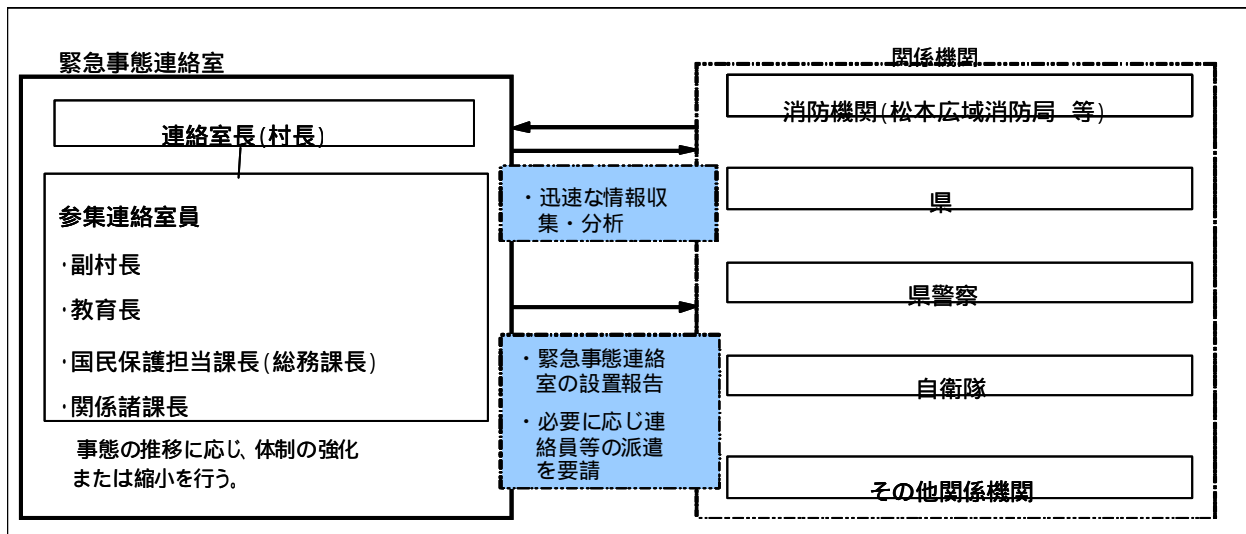 緊急事態連絡室
連絡室長(村長)
参集連絡室員
・副村長
・教育長
・国民保護担当課長(総務課長)
・関係諸課長
事態の推移に応じ、体制の強化
または縮小を行う。
・迅速な情報収
集・分析
・緊急事態連絡
室の設置報告
・必要に応じ連
絡員等の派遣
を要請
関係機関
消防機関(松本広域消防局 等)
県
県警察
自衛隊
その他関係機関